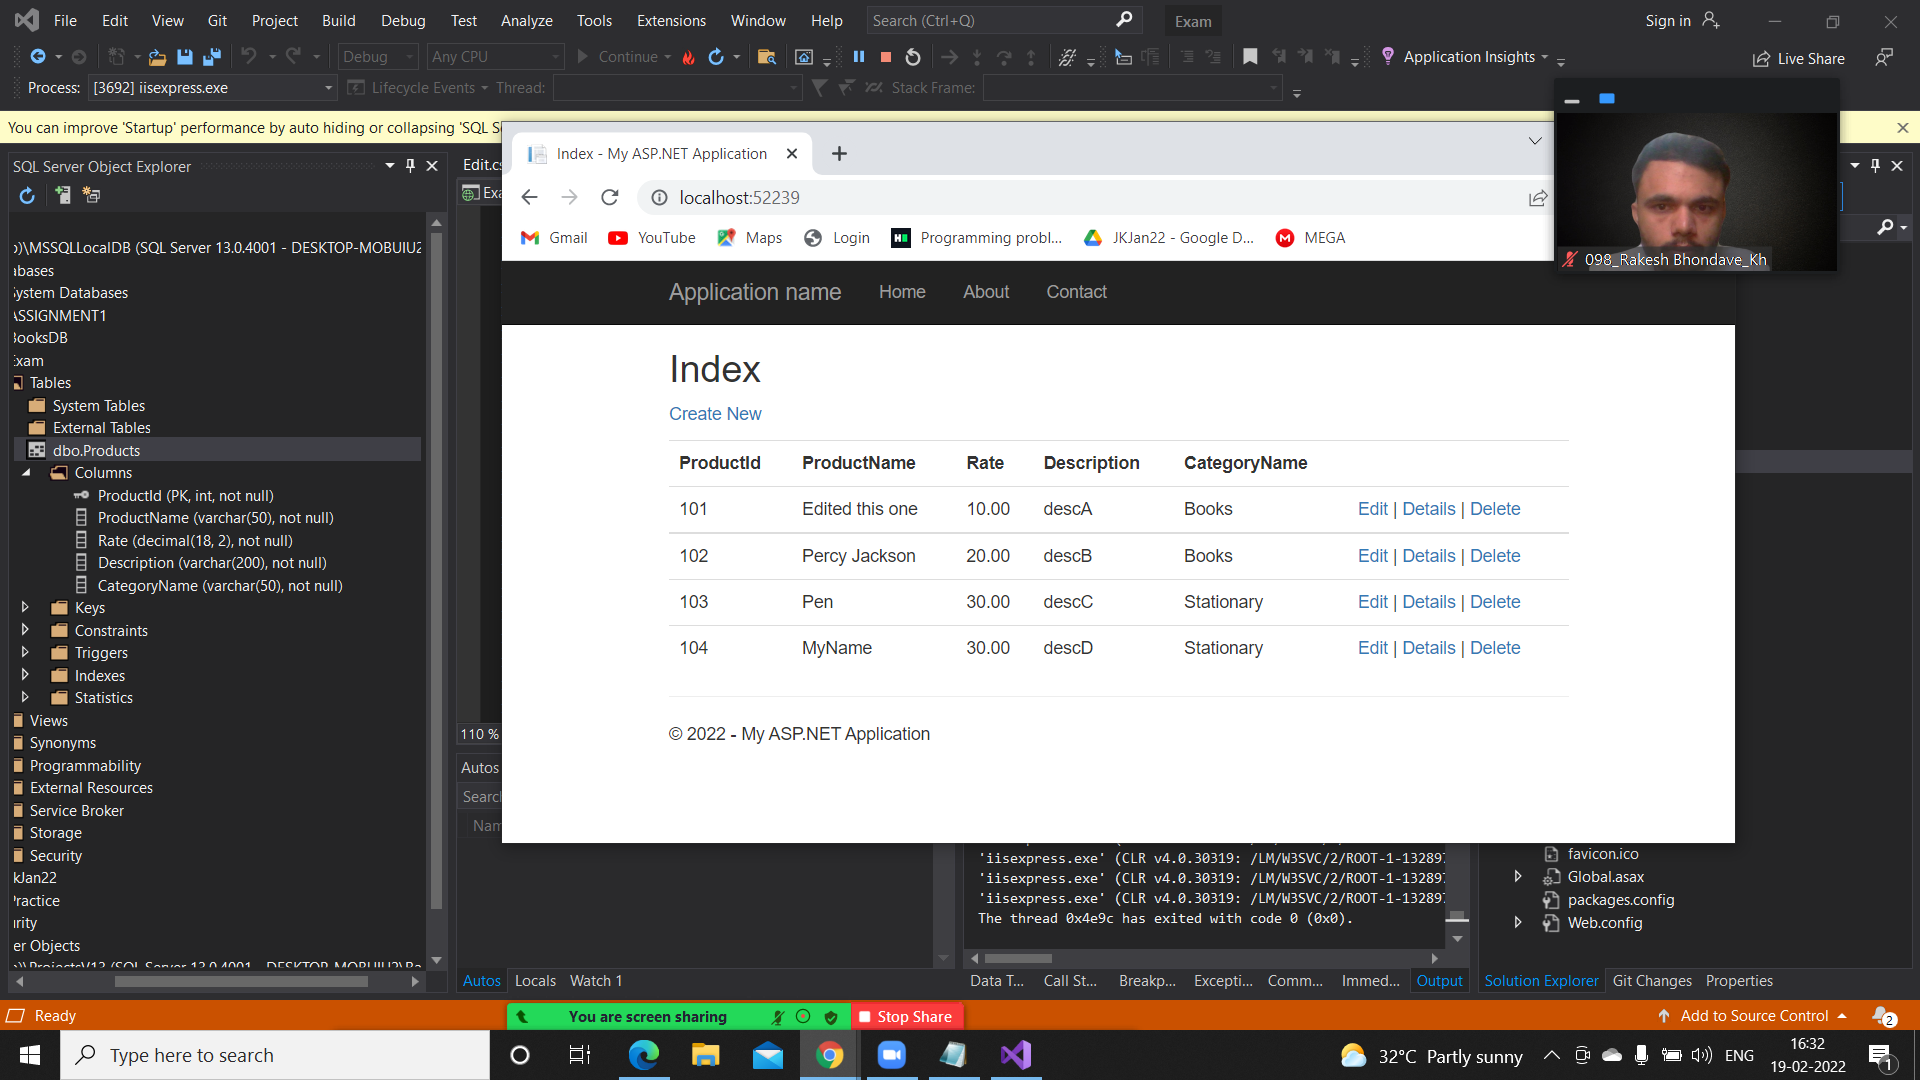 File Edit View Git Project Build Debug Test Analyze Tools Extensions Window Help Search (Ctrl+Q) Exam Sign in
Debug Any CPU Continue Application Insights Live Share
Process: [3692] iisexpress.exe Lifecycle Events Thread: Stack Frame:
You can improve 'Startup' performance by auto hiding or collapsing 'SQL S
SQL Server Object Explorer
)\MSSQLLocalDB (SQL Server 13.0.4001 - DESKTOP-MOBUIU2
abases
System Databases
ASSIGNMENT1
BooksDB
Exam
Tables
System Tables
External Tables
dbo.Products
Columns
ProductId (PK, int, not null)
ProductName (varchar(50), not null)
Rate (decimal(18, 2), not null)
Description (varchar(200), not null)
CategoryName (varchar(50), not null)
Keys
Constraints
Triggers
Indexes
Statistics
Views
Synonyms
Programmability
External Resources
Service Broker
Storage
Security
kJan22
Practice
rity
er Objects
Edit.cs
Exa
110 %
Autos
Search
Nam
Index - My ASP.NET Application
localhost:52239
Gmail YouTube Maps Login Programming probl... JKJan22 - Google D... MEGA
098_Rakesh Bhondave_Kh
Application name Home About Contact
Index
Create New
ProductId ProductName Rate Description CategoryName
101 Edited this one 10.00 descA Books Edit | Details | Delete
102 Percy Jackson 20.00 descB Books Edit | Details | Delete
103 Pen 30.00 descC Stationary Edit | Details | Delete
104 MyName 30.00 descD Stationary Edit | Details | Delete
© 2022 - My ASP.NET Application
'iisexpress.exe' (CLR v4.0.30319: /LM/W3SVC/2/ROOT-1-13289
'iisexpress.exe' (CLR v4.0.30319: /LM/W3SVC/2/ROOT-1-13289
'iisexpress.exe' (CLR v4.0.30319: /LM/W3SVC/2/ROOT-1-13289
The thread 0x4e9c has exited with code 0 (0x0).
favicon.ico
Global.asax
packages.config
Web.config
Autos Locals Watch 1
Data T... Call St... Breakp... Excepti... Comm... Immed... Output
Solution Explorer Git Changes Properties
Ready You are screen sharing Stop Share Add to Source Control 2
Type here to search 32°C Partly sunny ENG 16:32
19-02-2022 1